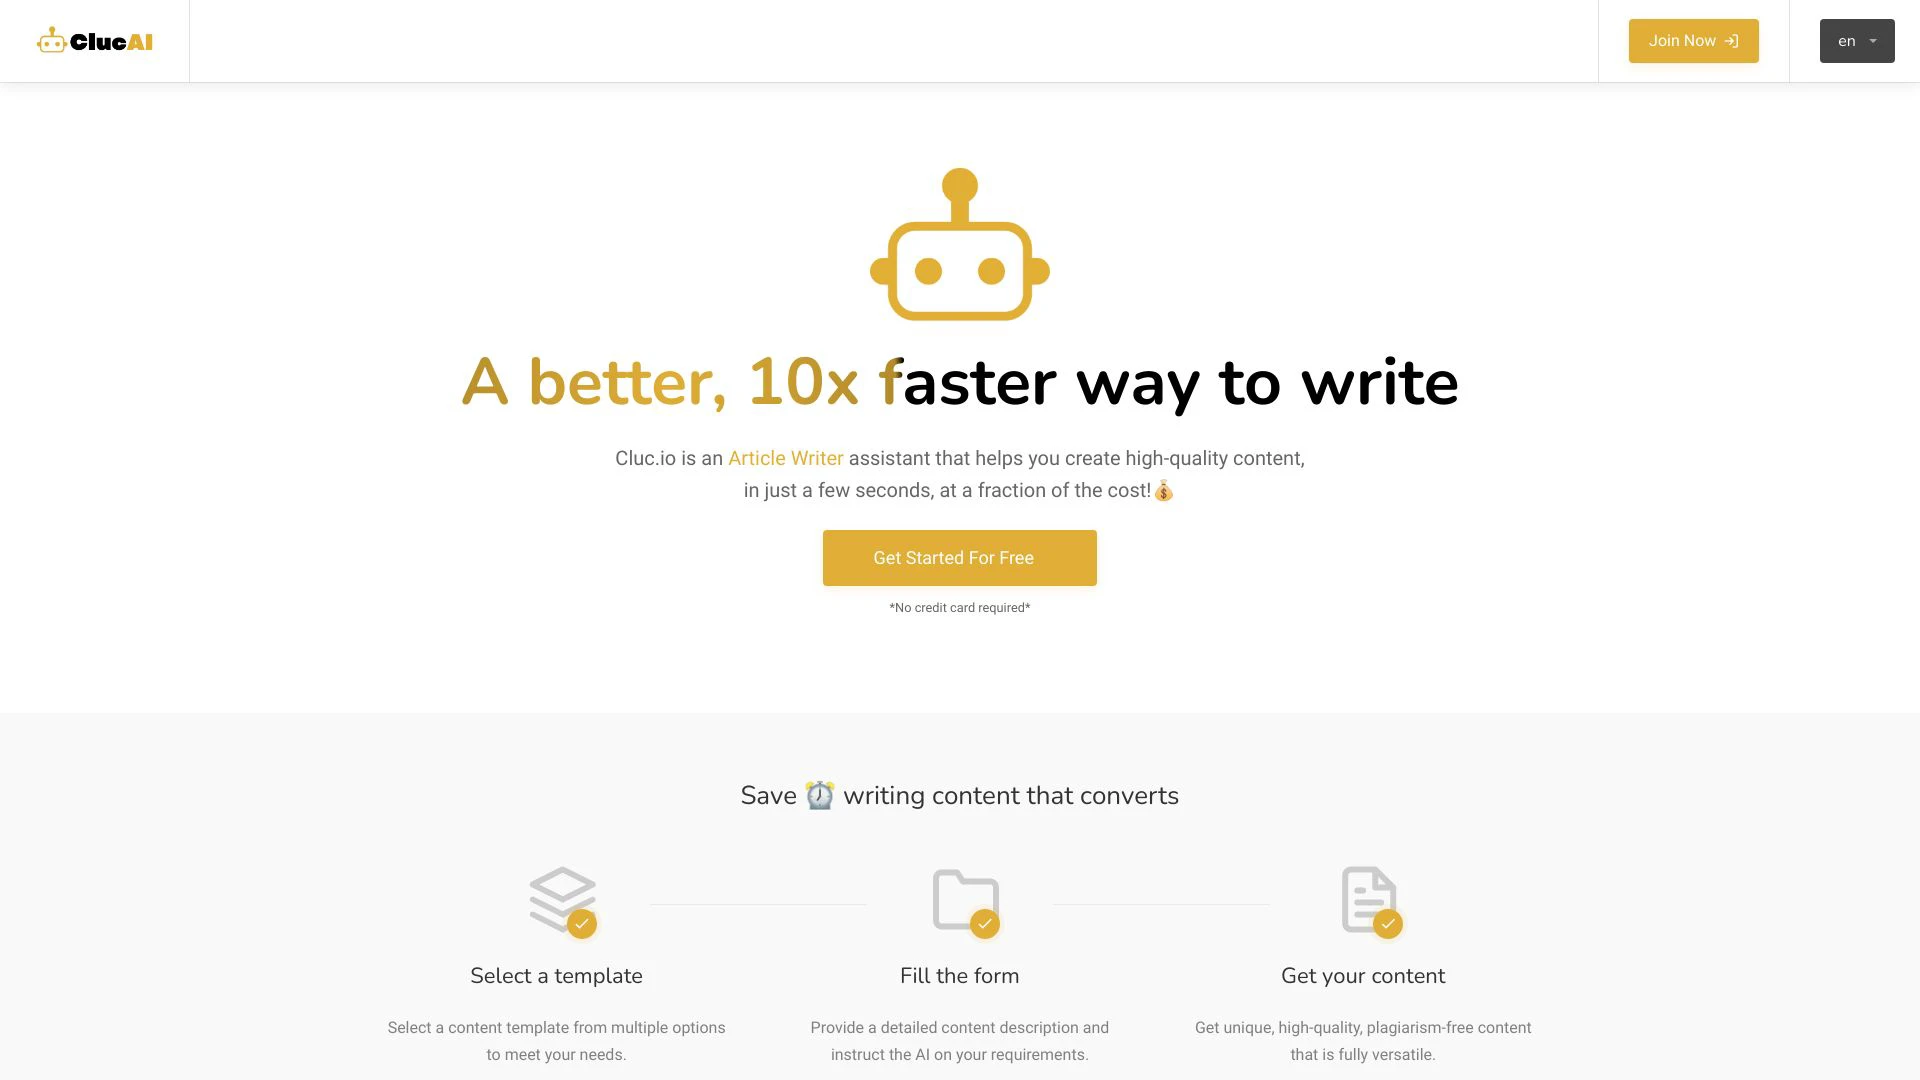 ClucAI
Join Now
en
A better, 10x faster way to write
Cluc.io is an Article Writer assistant that helps you create high-quality content,
in just a few seconds, at a fraction of the cost!💰
Get Started For Free
*No credit card required*
Save ⏰ writing content that converts
Select a template
Select a content template from multiple options
to meet your needs.
Fill the form
Provide a detailed content description and
instruct the AI on your requirements.
Get your content
Get unique, high-quality, plagiarism-free content
that is fully versatile.